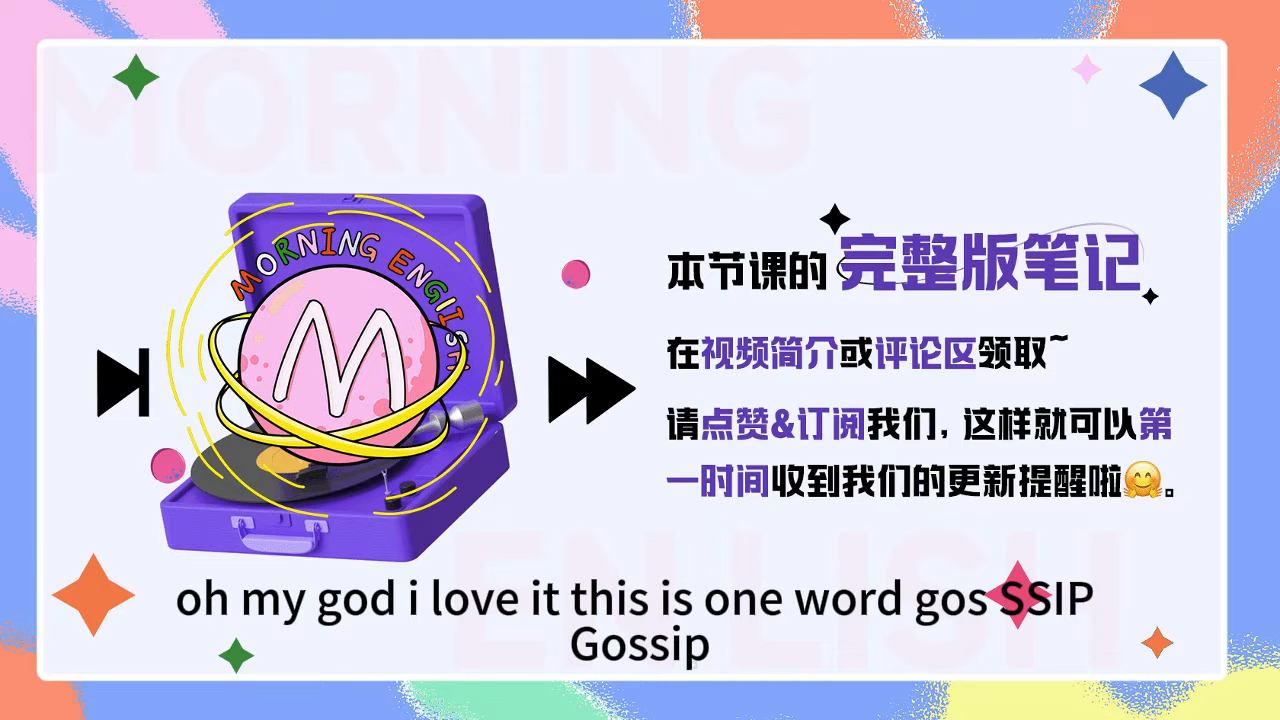 MORNING
MORNING ENGLISH
M
本节课的 完整版笔记
在视频简介或评论区领取~
请点赞&订阅我们，这样就可以第
一时间收到我们的更新提醒啦🤗。
oh my god i love it this is one word gos SSIP
Gossip